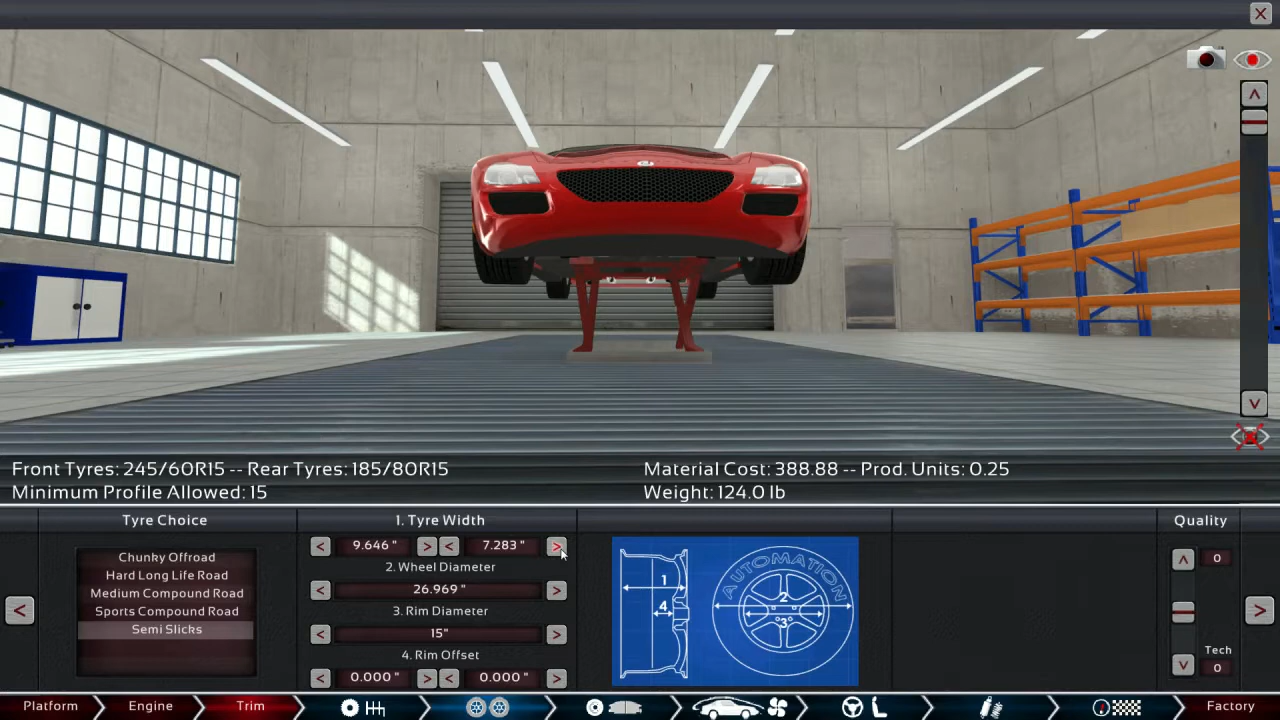 Front Tyres: 245/60R15 -- Rear Tyres: 185/80R15
Minimum Profile Allowed: 15
Material Cost: 388.88 -- Prod. Units: 0.25
Weight: 124.0 lb
Tyre Choice
Chunky Offroad
Hard Long Life Road
Medium Compound Road
Sports Compound Road
Semi Slicks
1. Tyre Width
9.646 "
7.283 "
2. Wheel Diameter
26.969 "
3. Rim Diameter
15"
4. Rim Offset
0.000 "
0.000 "
AUTOMATION
1
2
3
4
Quality
0
Tech
0
Platform
Engine
Trim
Factory